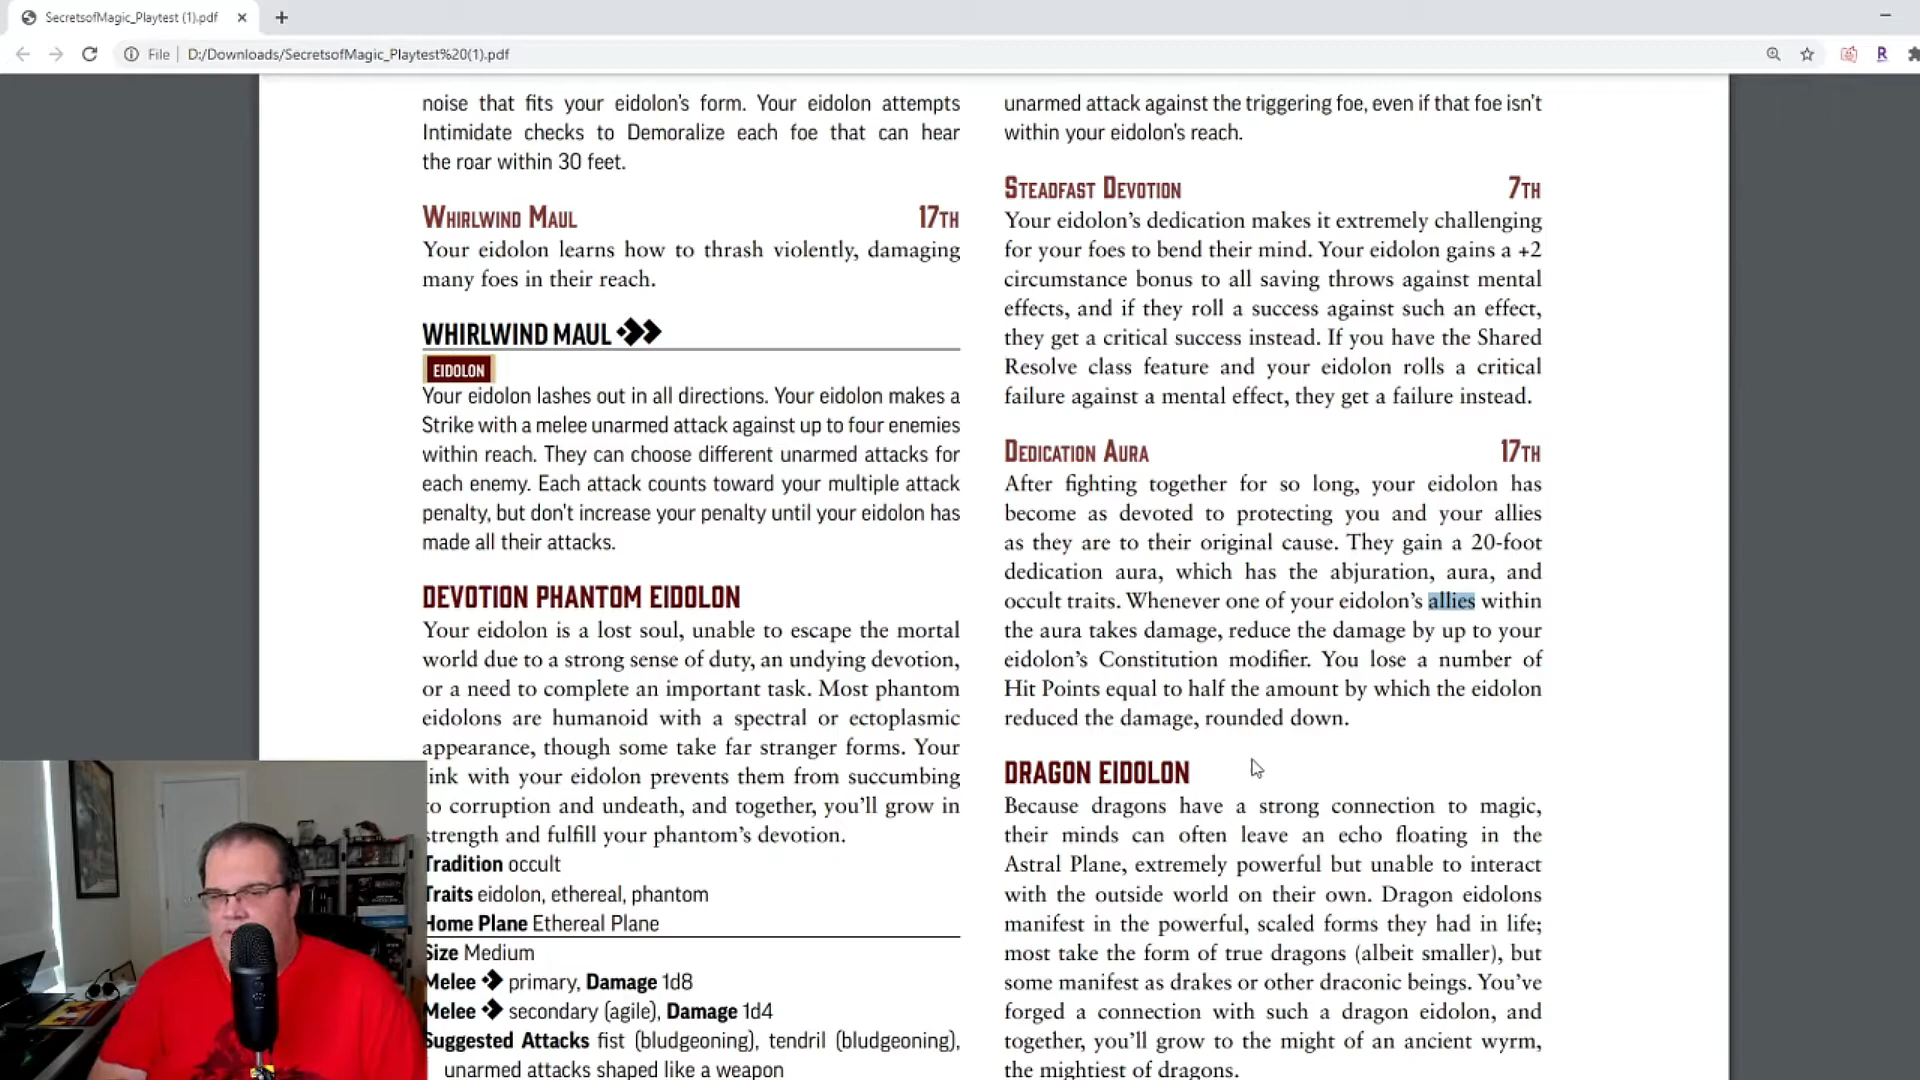 SecretsofMagic_Playtest (1).pdf
File
D:/Downloads/SecretsofMagic_Playtest%20(1).pdf
R
noise that fits your eidolon's form. Your eidolon attempts
Intimidate checks to Demoralize each foe that can hear
the roar within 30 feet.
WHIRLWIND MAUL 17TH
Your eidolon learns how to thrash violently, damaging
many foes in their reach.
WHIRLWIND MAUL
EIDOLON
Your eidolon lashes out in all directions. Your eidolon makes a
Strike with a melee unarmed attack against up to four enemies
within reach. They can choose different unarmed attacks for
each enemy. Each attack counts toward your multiple attack
penalty, but don't increase your penalty until your eidolon has
made all their attacks.
DEVOTION PHANTOM EIDOLON
Your eidolon is a lost soul, unable to escape the mortal
world due to a strong sense of duty, an undying devotion,
or a need to complete an important task. Most phantom
eidolons are humanoid with a spectral or ectoplasmic
appearance, though some take far stranger forms. Your
link with your eidolon prevents them from succumbing
to corruption and undeath, and together, you'll grow in
strength and fulfill your phantom's devotion.
Tradition occult
Traits eidolon, ethereal, phantom
Home Plane Ethereal Plane
Size Medium
Melee primary, Damage 1d8
Melee secondary (agile), Damage 1d4
Suggested Attacks fist (bludgeoning), tendril (bludgeoning),
unarmed attacks shaped like a weapon
unarmed attack against the triggering foe, even if that foe isn't
within your eidolon's reach.
STEADFAST DEVOTION 7TH
Your eidolon's dedication makes it extremely challenging
for your foes to bend their mind. Your eidolon gains a +2
circumstance bonus to all saving throws against mental
effects, and if they roll a success against such an effect,
they get a critical success instead. If you have the Shared
Resolve class feature and your eidolon rolls a critical
failure against a mental effect, they get a failure instead.
DEDICATION AURA 17TH
After fighting together for so long, your eidolon has
become as devoted to protecting you and your allies
as they are to their original cause. They gain a 20-foot
dedication aura, which has the abjuration, aura, and
occult traits. Whenever one of your eidolon's allies within
the aura takes damage, reduce the damage by up to your
eidolon's Constitution modifier. You lose a number of
Hit Points equal to half the amount by which the eidolon
reduced the damage, rounded down.
DRAGON EIDOLON
Because dragons have a strong connection to magic,
their minds can often leave an echo floating in the
Astral Plane, extremely powerful but unable to interact
with the outside world on their own. Dragon eidolons
manifest in the powerful, scaled forms they had in life;
most take the form of true dragons (albeit smaller), but
some manifest as drakes or other draconic beings. You've
forged a connection with such a dragon eidolon, and
together, you'll grow to the might of an ancient wyrm,
the mightiest of dragons.